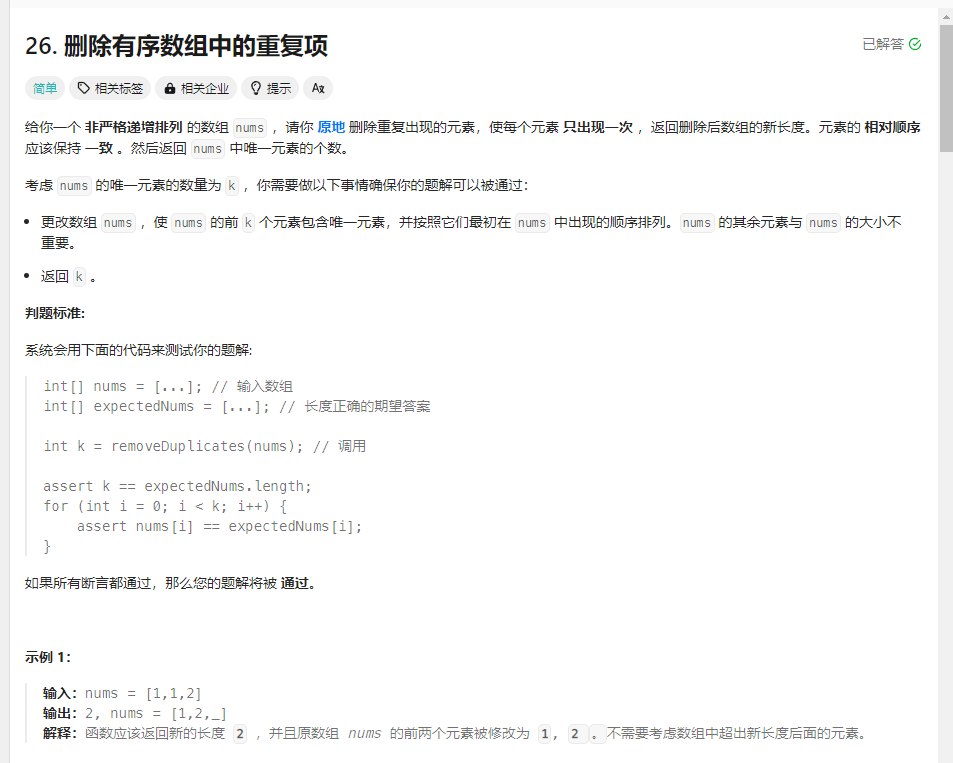 26. 删除有序数组中的重复项
已解答
简单 相关标签 相关企业 提示 Aあ
给你一个 非严格递增排列 的数组 nums ，请你 原地 删除重复出现的元素，使每个元素 只出现一次 ，返回删除后数组的新长度。元素的 相对顺序
应该保持 一致 。然后返回 nums 中唯一元素的个数。
考虑 nums 的唯一元素的数量为 k ，你需要做以下事情确保你的题解可以被通过：
• 更改数组 nums ，使 nums 的前 k 个元素包含唯一元素，并按照它们最初在 nums 中出现的顺序排列。nums 的其余元素与 nums 的大小不
重要。
• 返回 k 。
判题标准:
系统会用下面的代码来测试你的题解:
int[] nums = [...]; // 输入数组
int[] expectedNums = [...]; // 长度正确的期望答案
int k = removeDuplicates(nums); // 调用
assert k == expectedNums.length;
for (int i = 0; i < k; i++) {
    assert nums[i] == expectedNums[i];
}
如果所有断言都通过，那么您的题解将被 通过。
示例 1：
输入：nums = [1,1,2]
输出：2, nums = [1,2,_]
解释：函数应该返回新的长度 2 ，并且原数组 nums 的前两个元素被修改为 1, 2 。不需要考虑数组中超出新长度后面的元素。